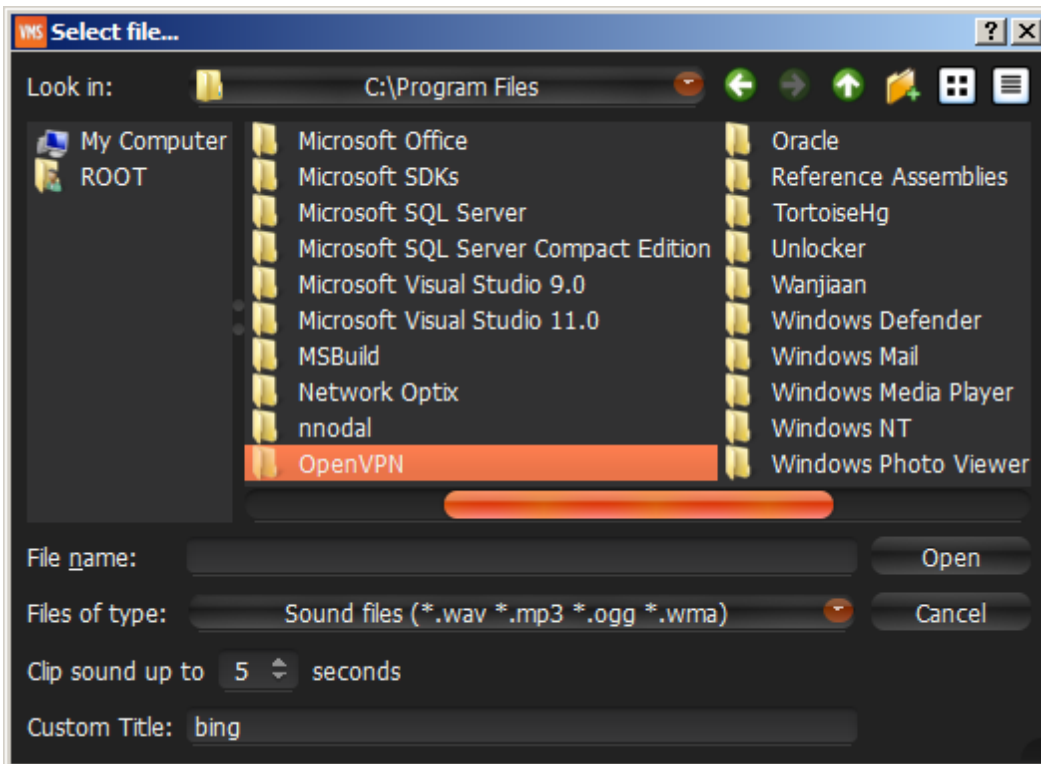 VMS Select file...
Look in: C:\Program Files
My Computer
ROOT
Microsoft Office
Microsoft SDKs
Microsoft SQL Server
Microsoft SQL Server Compact Edition
Microsoft Visual Studio 9.0
Microsoft Visual Studio 11.0
MSBuild
Network Optix
nnodal
OpenVPN
Oracle
Reference Assemblies
TortoiseHg
Unlocker
Wanjiaan
Windows Defender
Windows Mail
Windows Media Player
Windows NT
Windows Photo Viewer
File name: Open
Files of type: Sound files (*.wav *.mp3 *.ogg *.wma) Cancel
Clip sound up to 5 seconds
Custom Title: bing